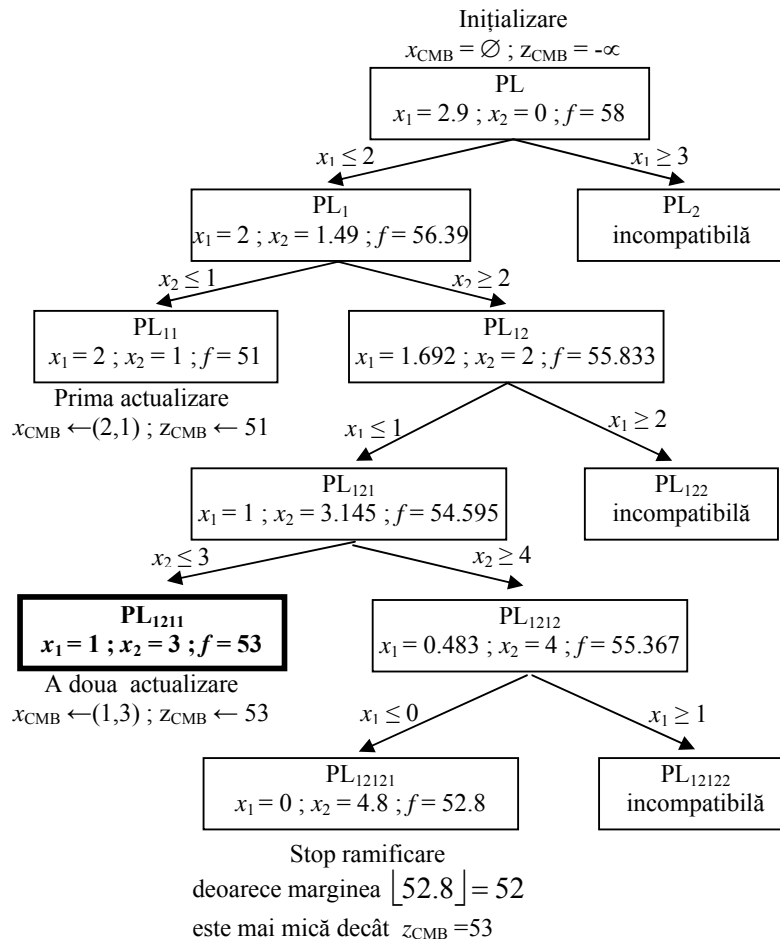 Inițializare
xCMB = ∅ ; zCMB = -∝
PL
x1 = 2.9 ; x2 = 0 ; f = 58
x1 ≤ 2
x1 ≥ 3
PL1
x1 = 2 ; x2 = 1.49 ; f = 56.39
PL2
incompatibilă
x2 ≤ 1
x2 ≥ 2
PL11
x1 = 2 ; x2 = 1 ; f = 51
PL12
x1 = 1.692 ; x2 = 2 ; f = 55.833
Prima actualizare
xCMB ←(2,1) ; zCMB ← 51
x1 ≤ 1
x1 ≥ 2
PL121
x1 = 1 ; x2 = 3.145 ; f = 54.595
PL122
incompatibilă
x2 ≤ 3
x2 ≥ 4
PL1211
x1 = 1 ; x2 = 3 ; f = 53
PL1212
x1 = 0.483 ; x2 = 4 ; f = 55.367
A doua actualizare
xCMB ←(1,3) ; zCMB ← 53
x1 ≤ 0
x1 ≥ 1
PL12121
x1 = 0 ; x2 = 4.8 ; f = 52.8
PL12122
incompatibilă
Stop ramificare
deoarece marginea ⌊52.8⌋ = 52
este mai mică decât zCMB =53